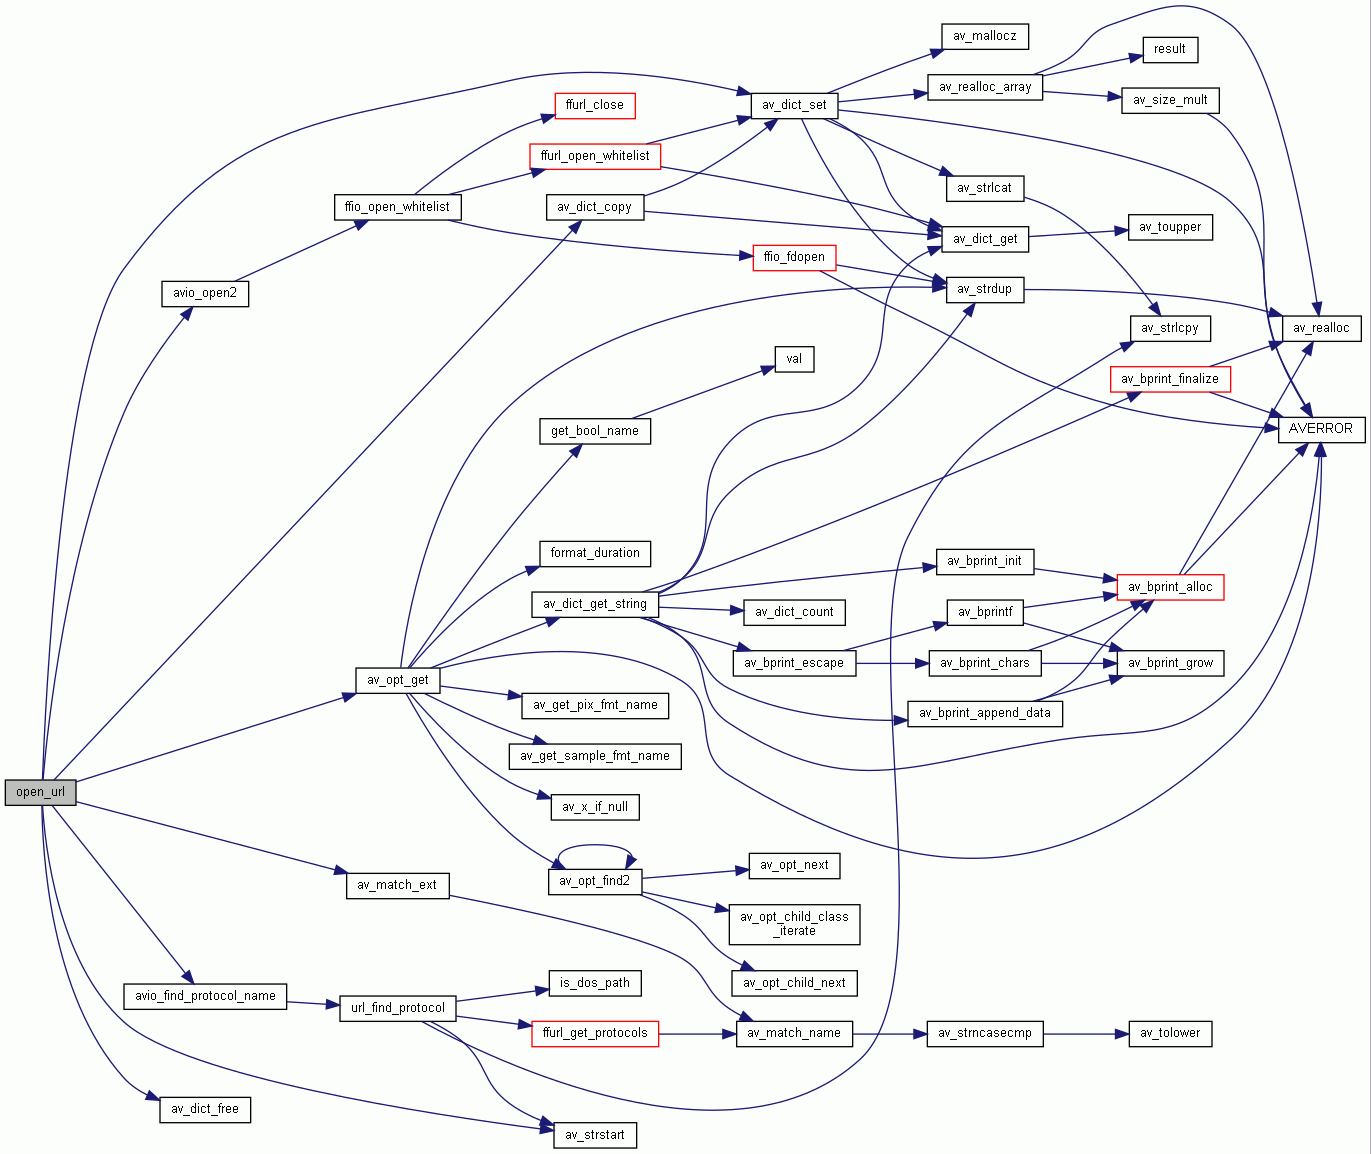 av_mallocz
result
av_realloc_array
av_size_mult
ffurl_close
av_dict_set
ffurl_open_whitelist
av_strlcat
ffio_open_whitelist
av_dict_copy
av_toupper
av_dict_get
ffio_fdopen
avio_open2
av_strdup
av_strlcpy
av_realloc
val
av_bprint_finalize
get_bool_name
AVERROR
format_duration
av_bprint_init
av_bprint_alloc
av_dict_get_string
av_dict_count
av_bprintf
av_bprint_escape
av_bprint_chars
av_bprint_grow
av_opt_get
av_get_pix_fmt_name
av_bprint_append_data
av_get_sample_fmt_name
open_url
av_x_if_null
av_opt_next
av_opt_find2
av_match_ext
av_opt_child_class
_iterate
is_dos_path
av_opt_child_next
avio_find_protocol_name
url_find_protocol
ffurl_get_protocols
av_match_name
av_strncasecmp
av_tolower
av_dict_free
av_strstart